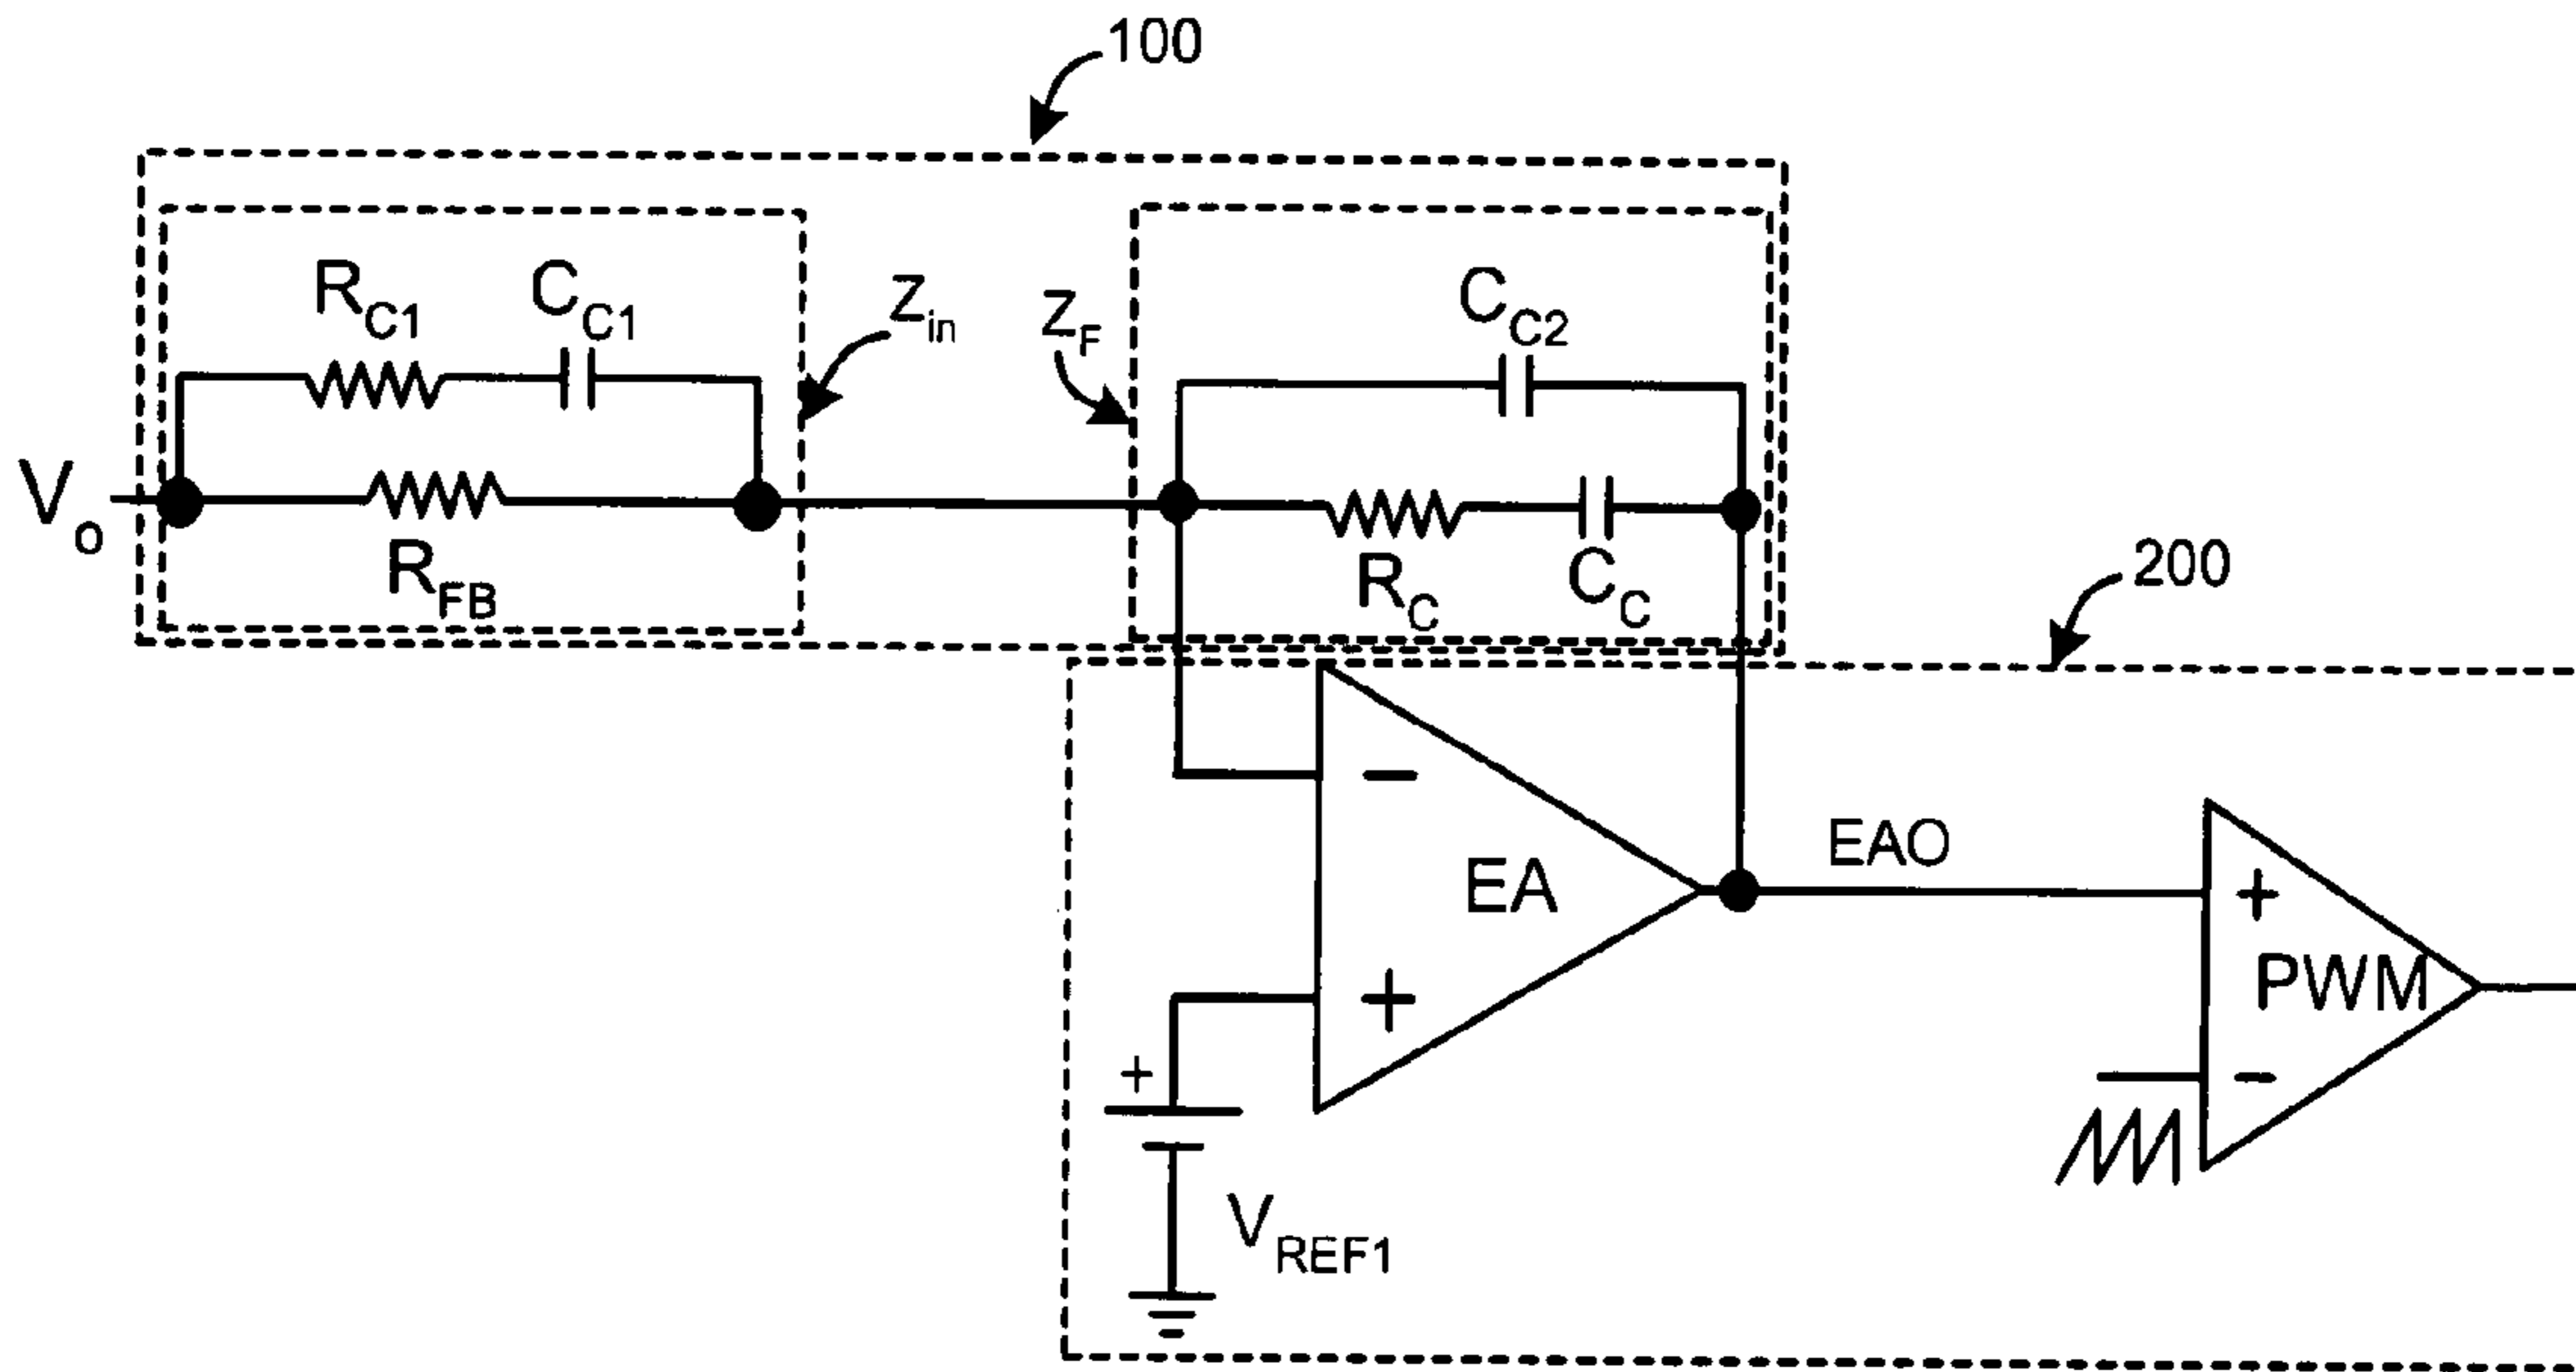 100
R_C1
C_C1
Z_in
Z_F
C_C2
V_o
R_FB
R_C
C_C
200
−
EA
EAO
+
PWM
+
+
−
V_REF1